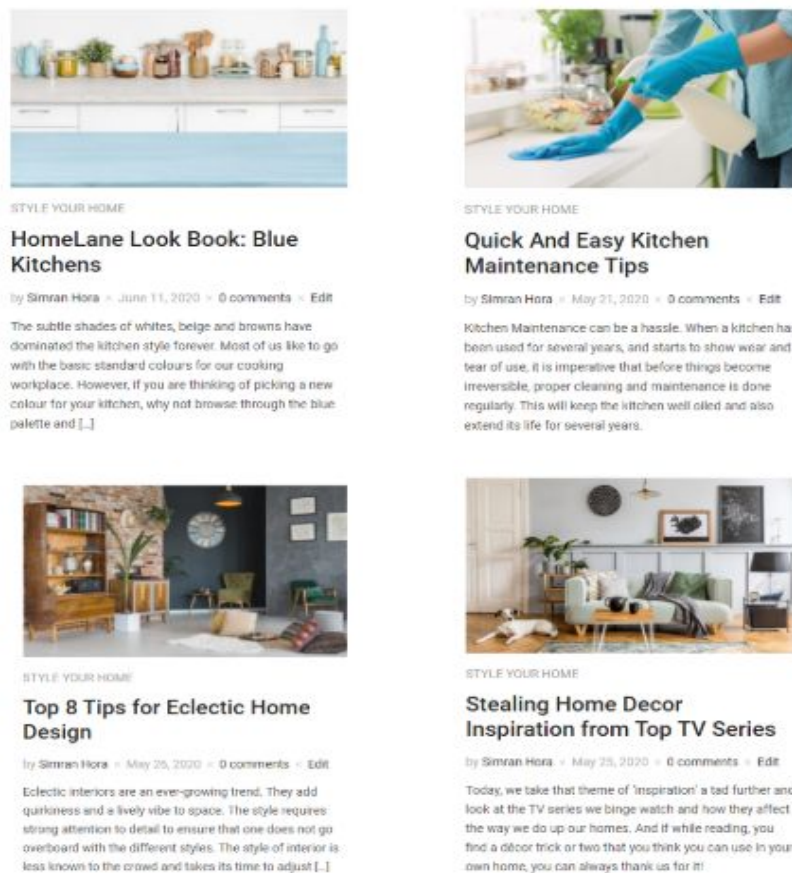 STYLE YOUR HOME
HomeLane Look Book: Blue
Kitchens
by Simran Hora × June 11, 2020 × 0 comments × Edit
The subtle shades of whites, beige and browns have
dominated the kitchen style forever. Most of us like to go
with the basic standard colours for our cooking
workplace. However, if you are thinking of picking a new
colour for your kitchen, why not browse through the blue
palette and [...]
STYLE YOUR HOME
Quick And Easy Kitchen
Maintenance Tips
by Simran Hora × May 21, 2020 × 0 comments × Edit
Kitchen Maintenance can be a hassle. When a kitchen ha
been used for several years, and starts to show wear and
tear of use, it is imperative that before things become
irreversible, proper cleaning and maintenance is done
regularly. This will keep the kitchen well oiled and also
extend its life for several years.
STYLE YOUR HOME
Top 8 Tips for Eclectic Home
Design
by Simran Hora × May 26, 2020 × 0 comments × Edit
Eclectic interiors are an ever-growing trend. They add
quirkiness and a lively vibe to space. The style requires
strong attention to detail to ensure that one does not go
overboard with the different styles. The style of interior is
less known to the crowd and takes its time to adjust [...]
STYLE YOUR HOME
Stealing Home Decor
Inspiration from Top TV Series
by Simran Hora × May 25, 2020 × 0 comments × Edit
Today, we take that theme of 'inspiration' a tad further and
look at the TV series we binge watch and how they affect
the way we do up our homes. And if while reading, you
find a décor trick or two that you think you can use in your
own home, you can always thank us for it!